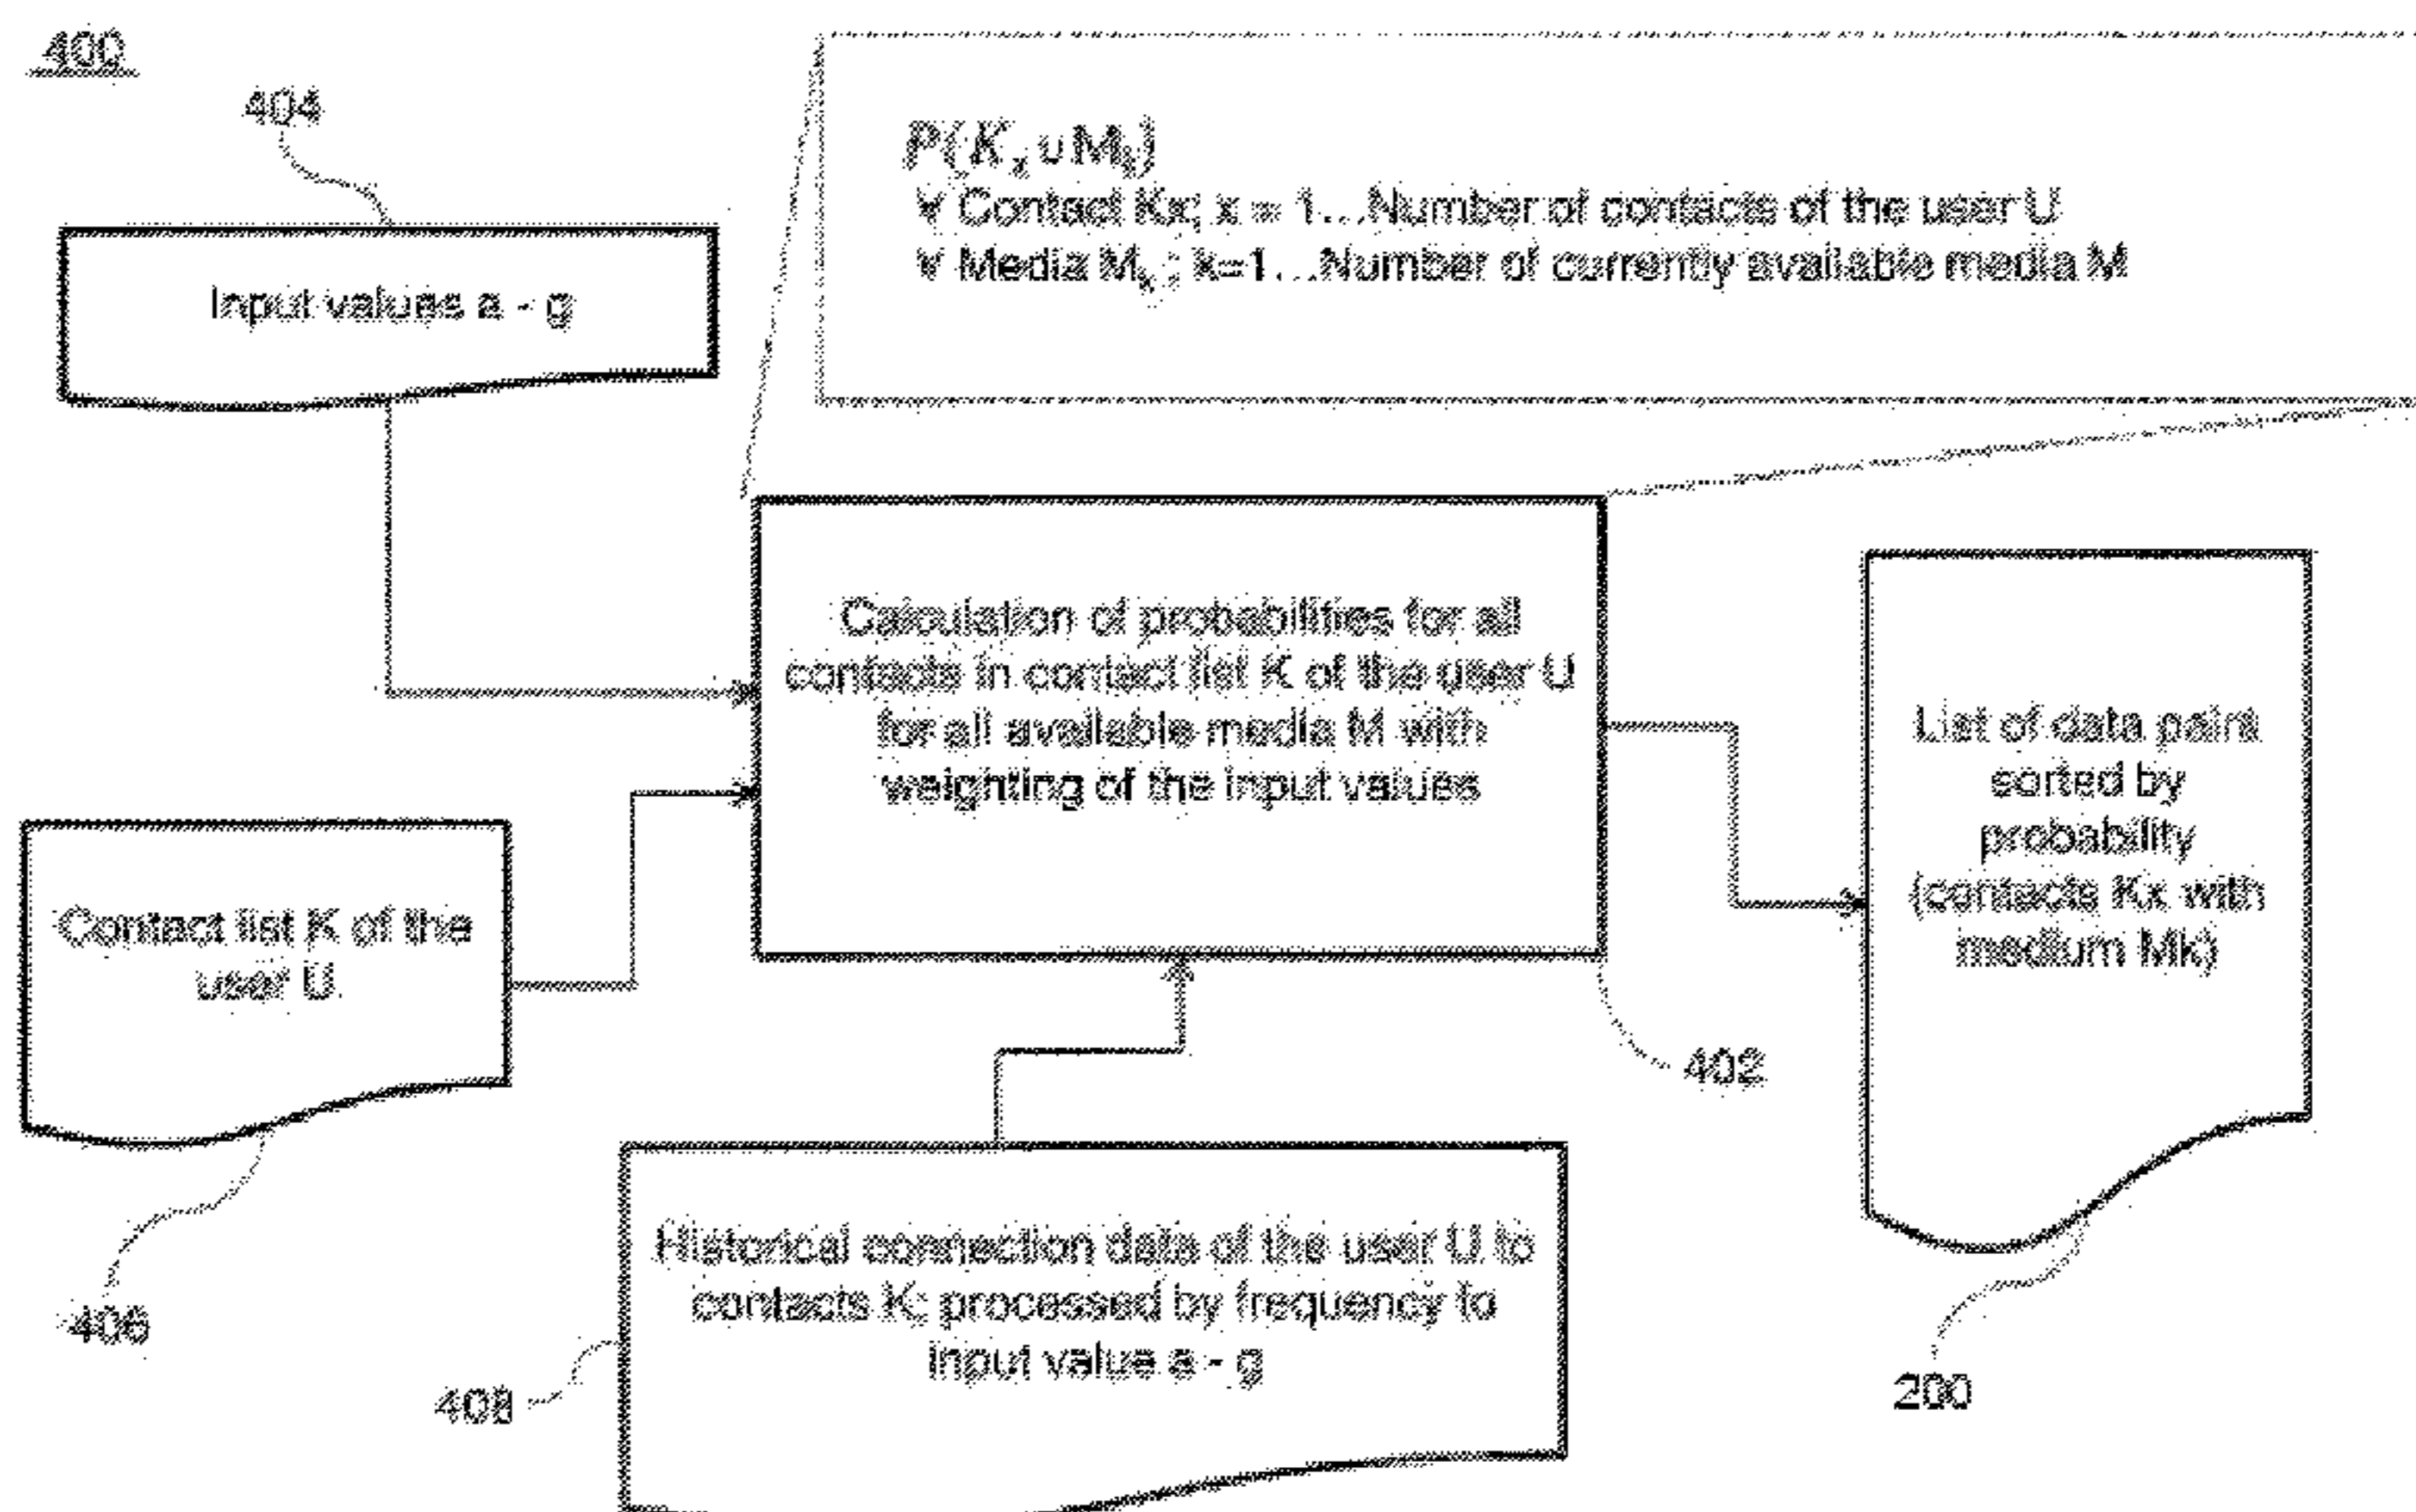 400
404
P(Kx ∪ Mk)
∀ Contact Kx; x = 1...Number of contacts of the user U
∀ Media Mk ; k=1...Number of currently available media M
Input values a - g
Calculation of probabilities for all
contacts in contact list K of the user U
for all available media M with
weighting of the input values
List of data pairs
sorted by
probability
(contacts Kx with
medium Mk)
Contact list K of the
user U
402
Historical connection data of the user U to
contacts K; processed by frequency to
input value a - g
406
408
200